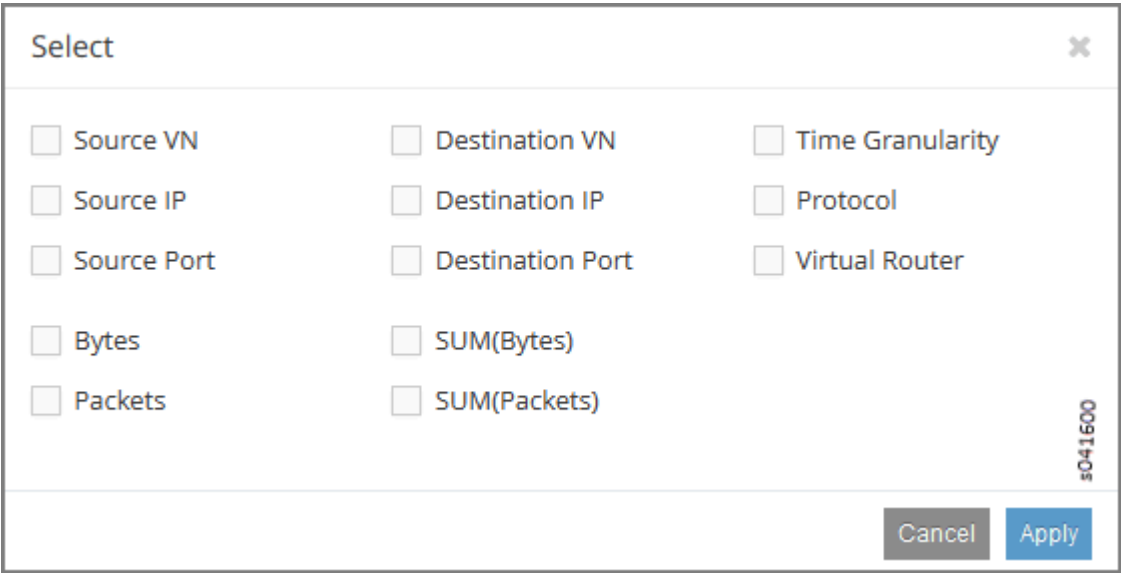 Select
Source VN Destination VN Time Granularity
Source IP Destination IP Protocol
Source Port Destination Port Virtual Router
Bytes SUM(Bytes)
Packets SUM(Packets)
s041600
Cancel Apply